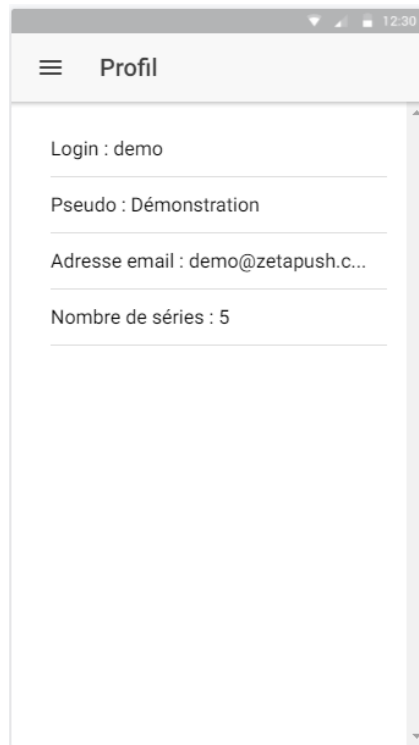 12:30
Profil
Login : demo
Pseudo : Démonstration
Adresse email : demo@zetapush.c...
Nombre de séries : 5